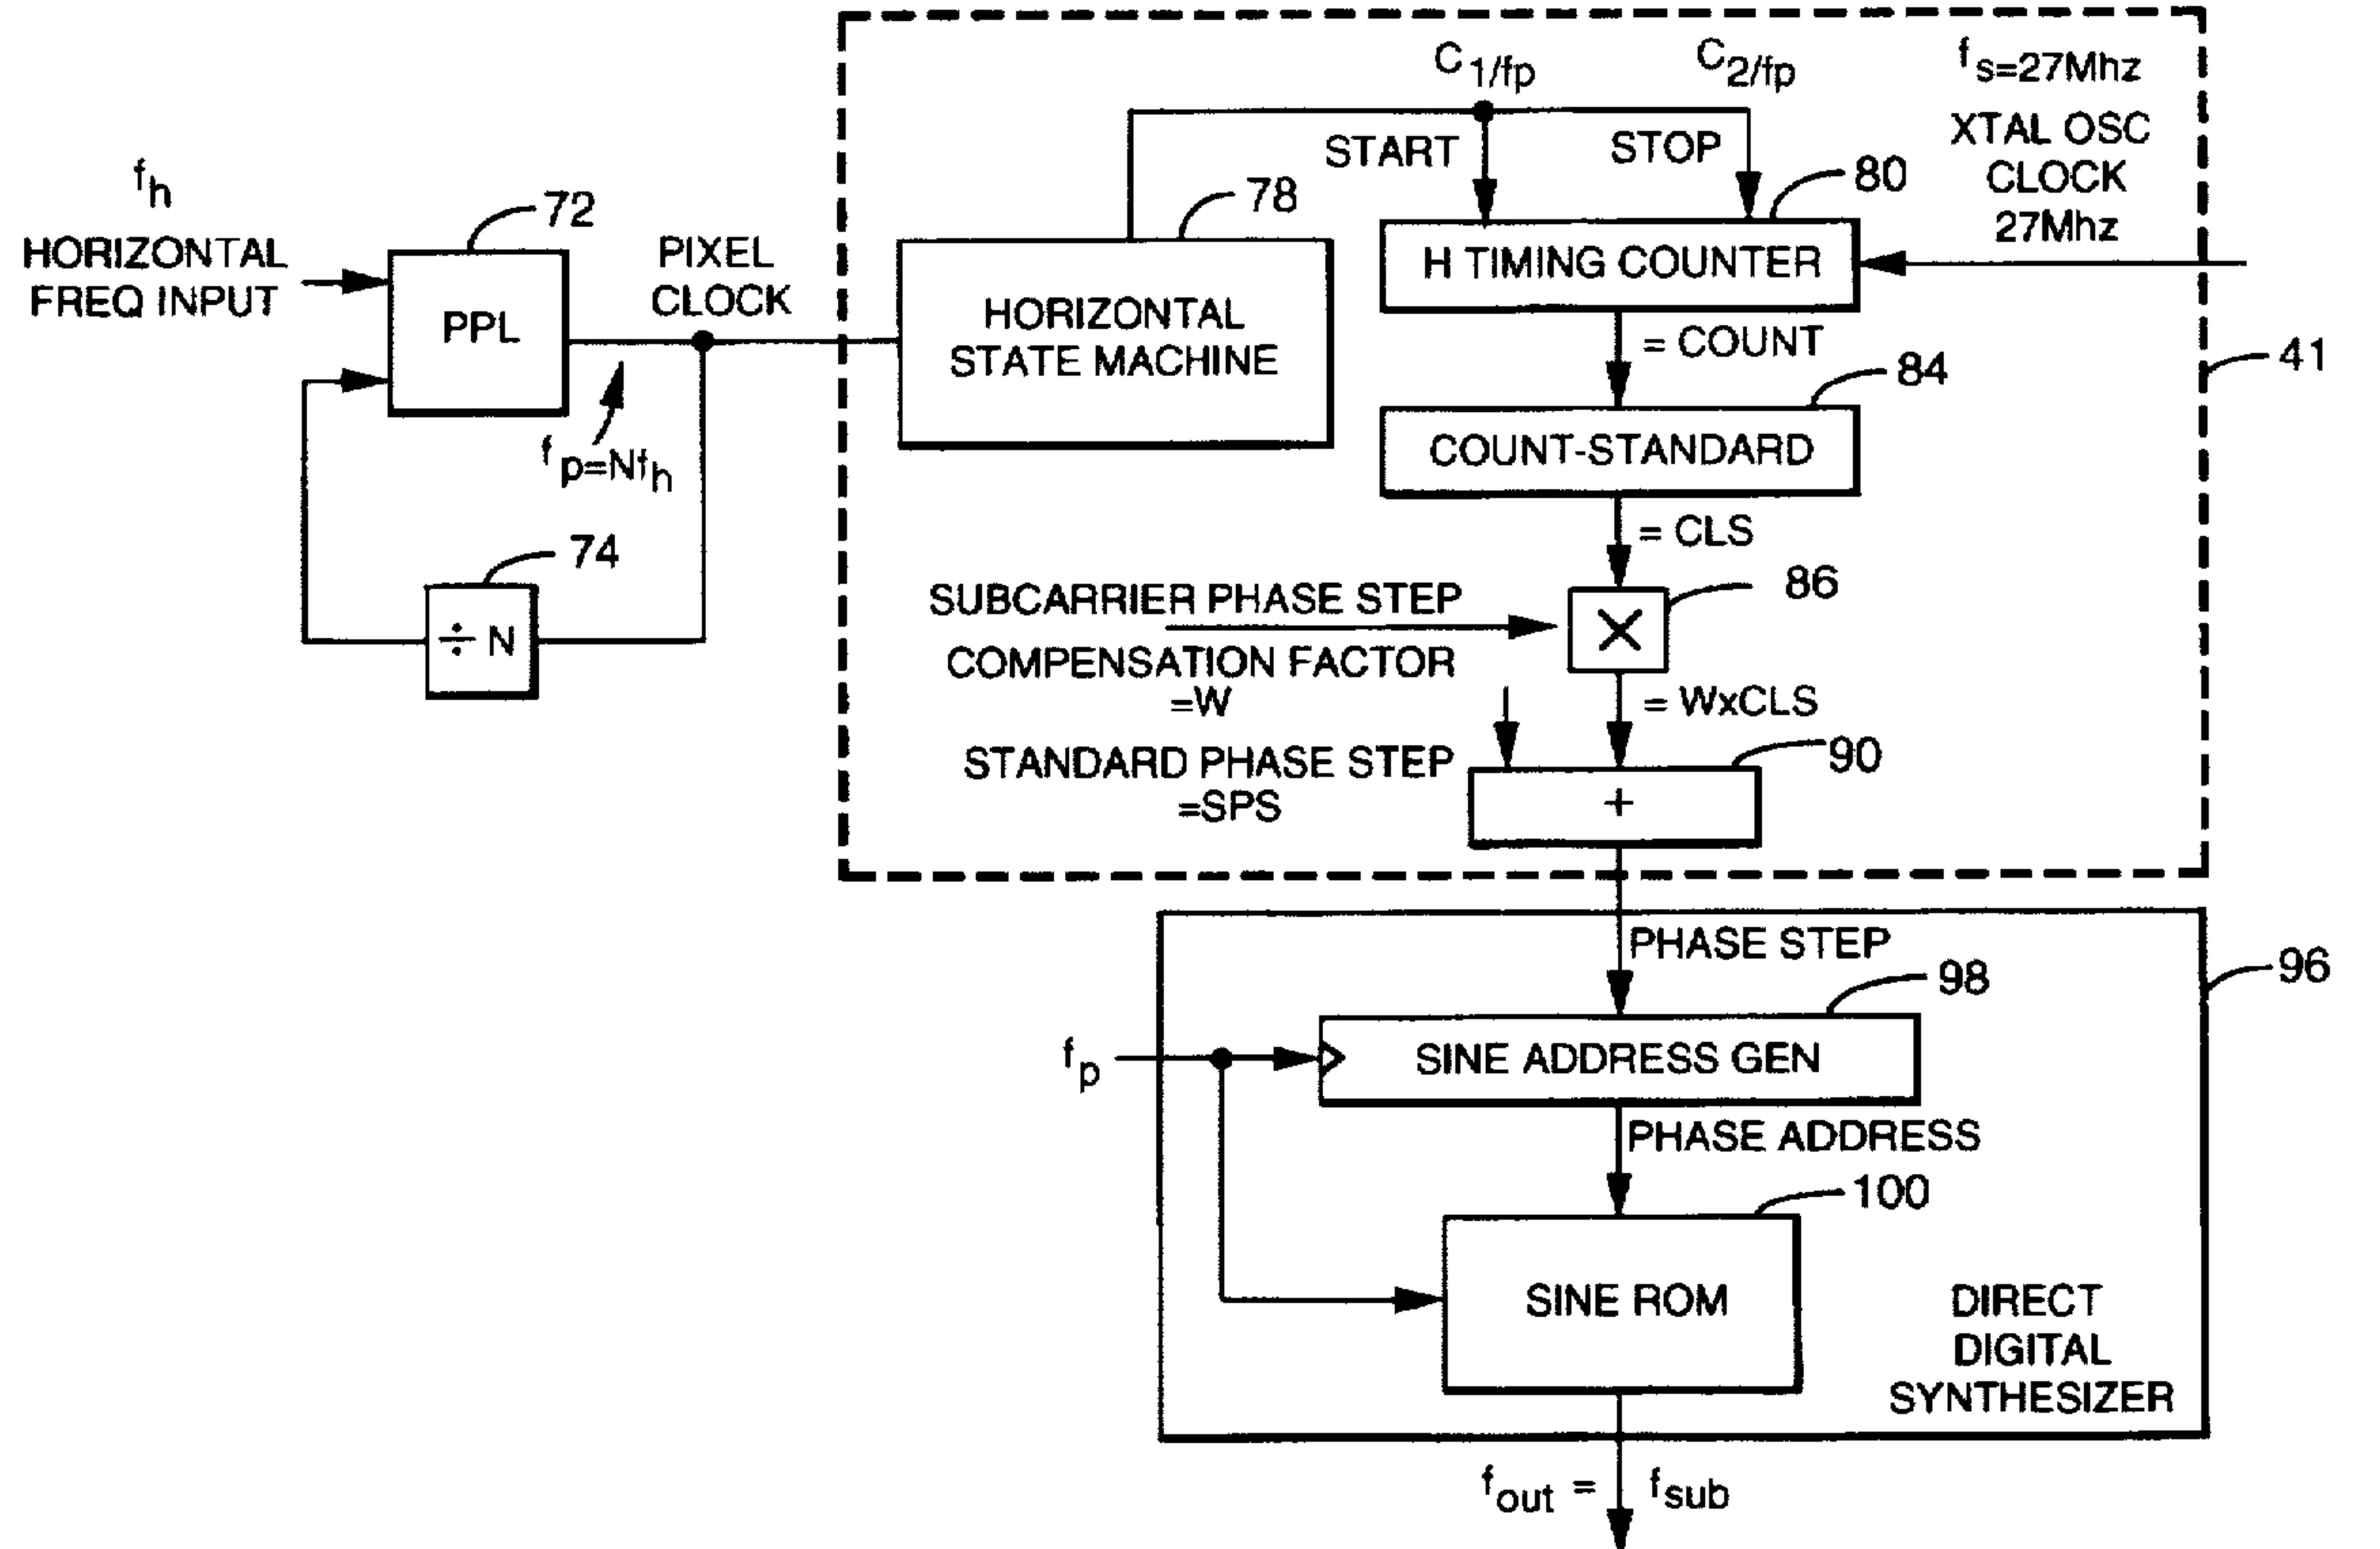 fh
HORIZONTAL
FREQ INPUT
72
PPL
PIXEL
CLOCK
fp=Nfh
74
÷ N
78
HORIZONTAL
STATE MACHINE
C1/fp
C2/fp
fs=27Mhz
XTAL OSC
CLOCK
27Mhz
START
STOP
80
H TIMING COUNTER
= COUNT
41
84
COUNT-STANDARD
= CLS
SUBCARRIER PHASE STEP
COMPENSATION FACTOR
=W
86
×
= WxCLS
STANDARD PHASE STEP
=SPS
90
+
PHASE STEP
96
98
fp
SINE ADDRESS GEN
PHASE ADDRESS
100
SINE ROM
DIRECT
DIGITAL
SYNTHESIZER
fout = fsub